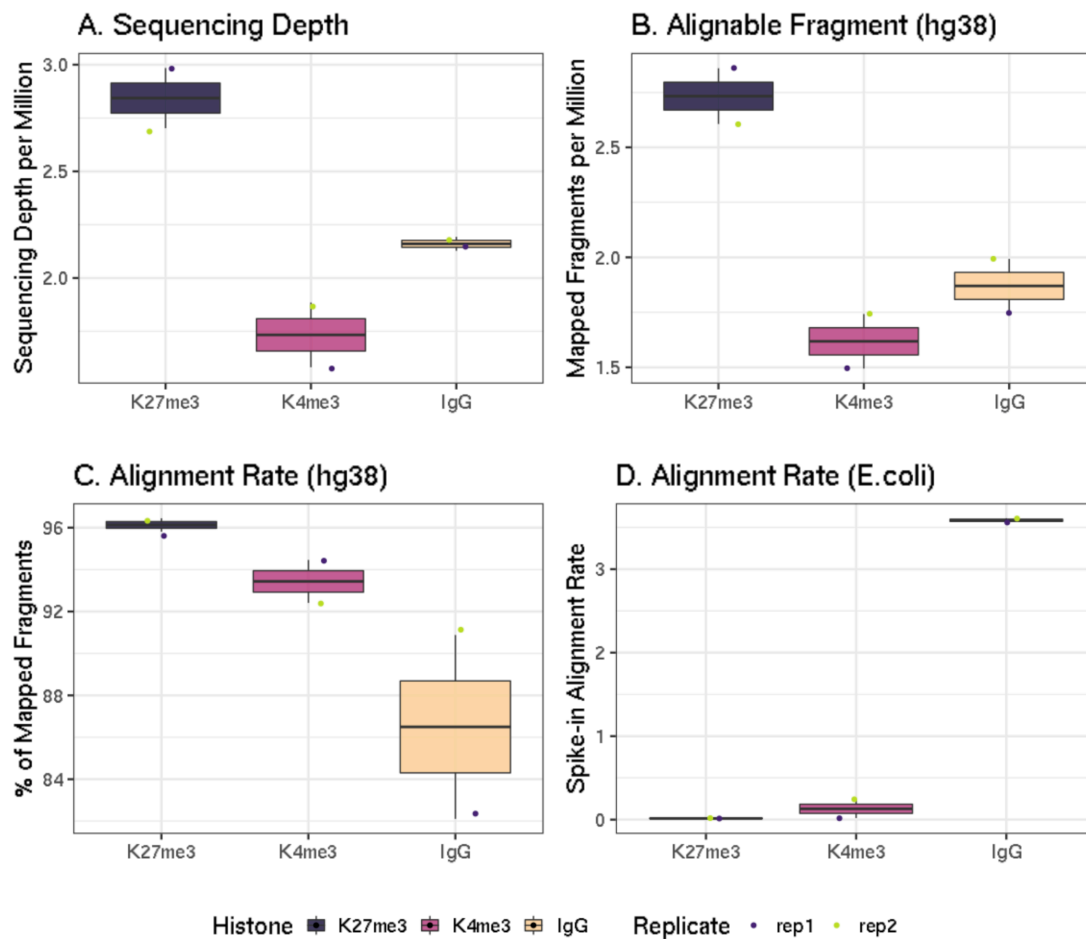 A. Sequencing Depth
Sequencing Depth per Million
3.0
2.5
2.0
K27me3 K4me3 IgG
B. Alignable Fragment (hg38)
Mapped Fragments per Million
2.5
2.0
1.5
K27me3 K4me3 IgG
C. Alignment Rate (hg38)
% of Mapped Fragments
96
92
88
84
K27me3 K4me3 IgG
D. Alignment Rate (E.coli)
Spike-in Alignment Rate
3
2
1
0
K27me3 K4me3 IgG
Histone K27me3 K4me3 IgG Replicate rep1 rep2